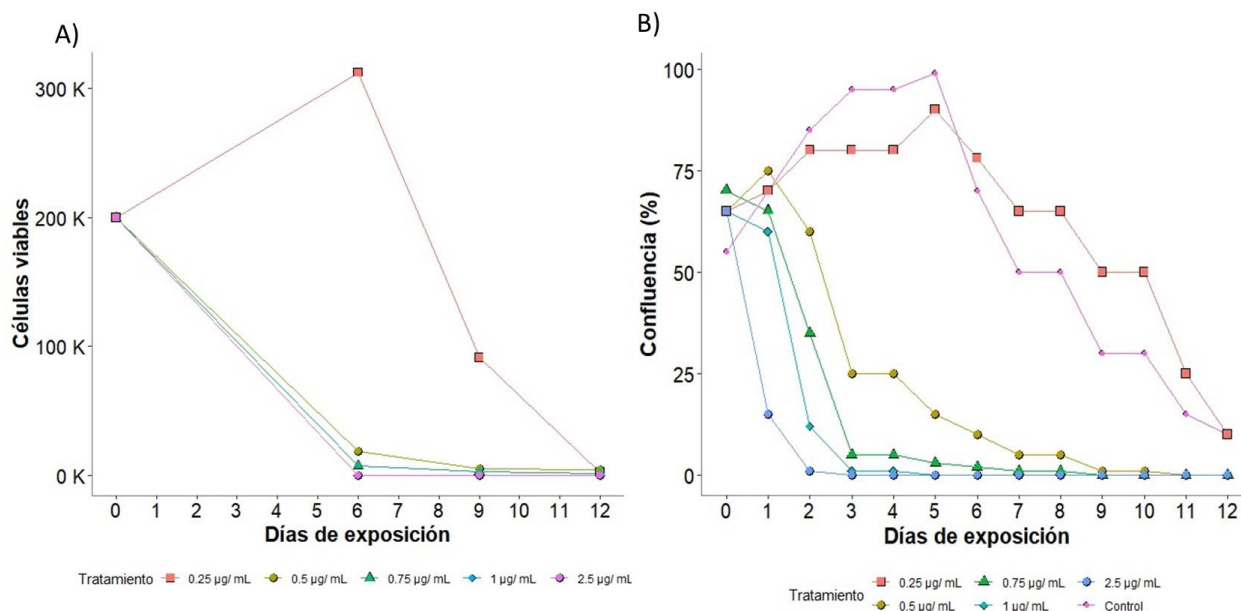 A)
300 K
200 K
100 K
0 K
Células viables
0 1 2 3 4 5 6 7 8 9 10 11 12
Días de exposición
Tratamiento 0.25 µg/ mL 0.5 µg/ mL 0.75 µg/ mL 1 µg/ mL 2.5 µg/ mL
B)
100
75
50
25
0
Confluencia (%)
0 1 2 3 4 5 6 7 8 9 10 11 12
Días de exposición
Tratamiento
0.25 µg/ mL 0.75 µg/ mL 2.5 µg/ mL
0.5 µg/ mL 1 µg/ mL Control